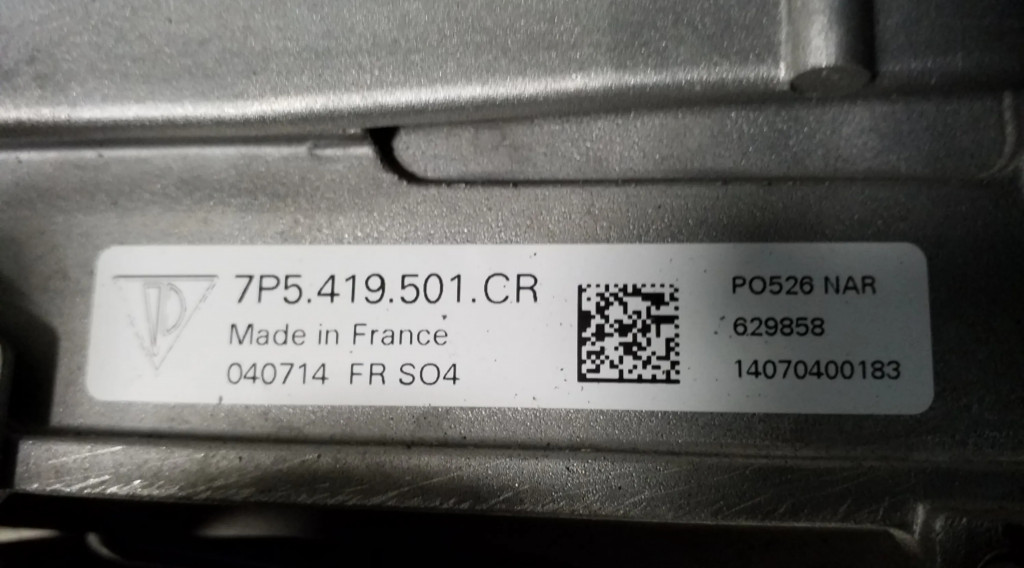 7P5.419.501.CR
Made in France
040714 FR SO4
PO526 NAR
629858
14070400183